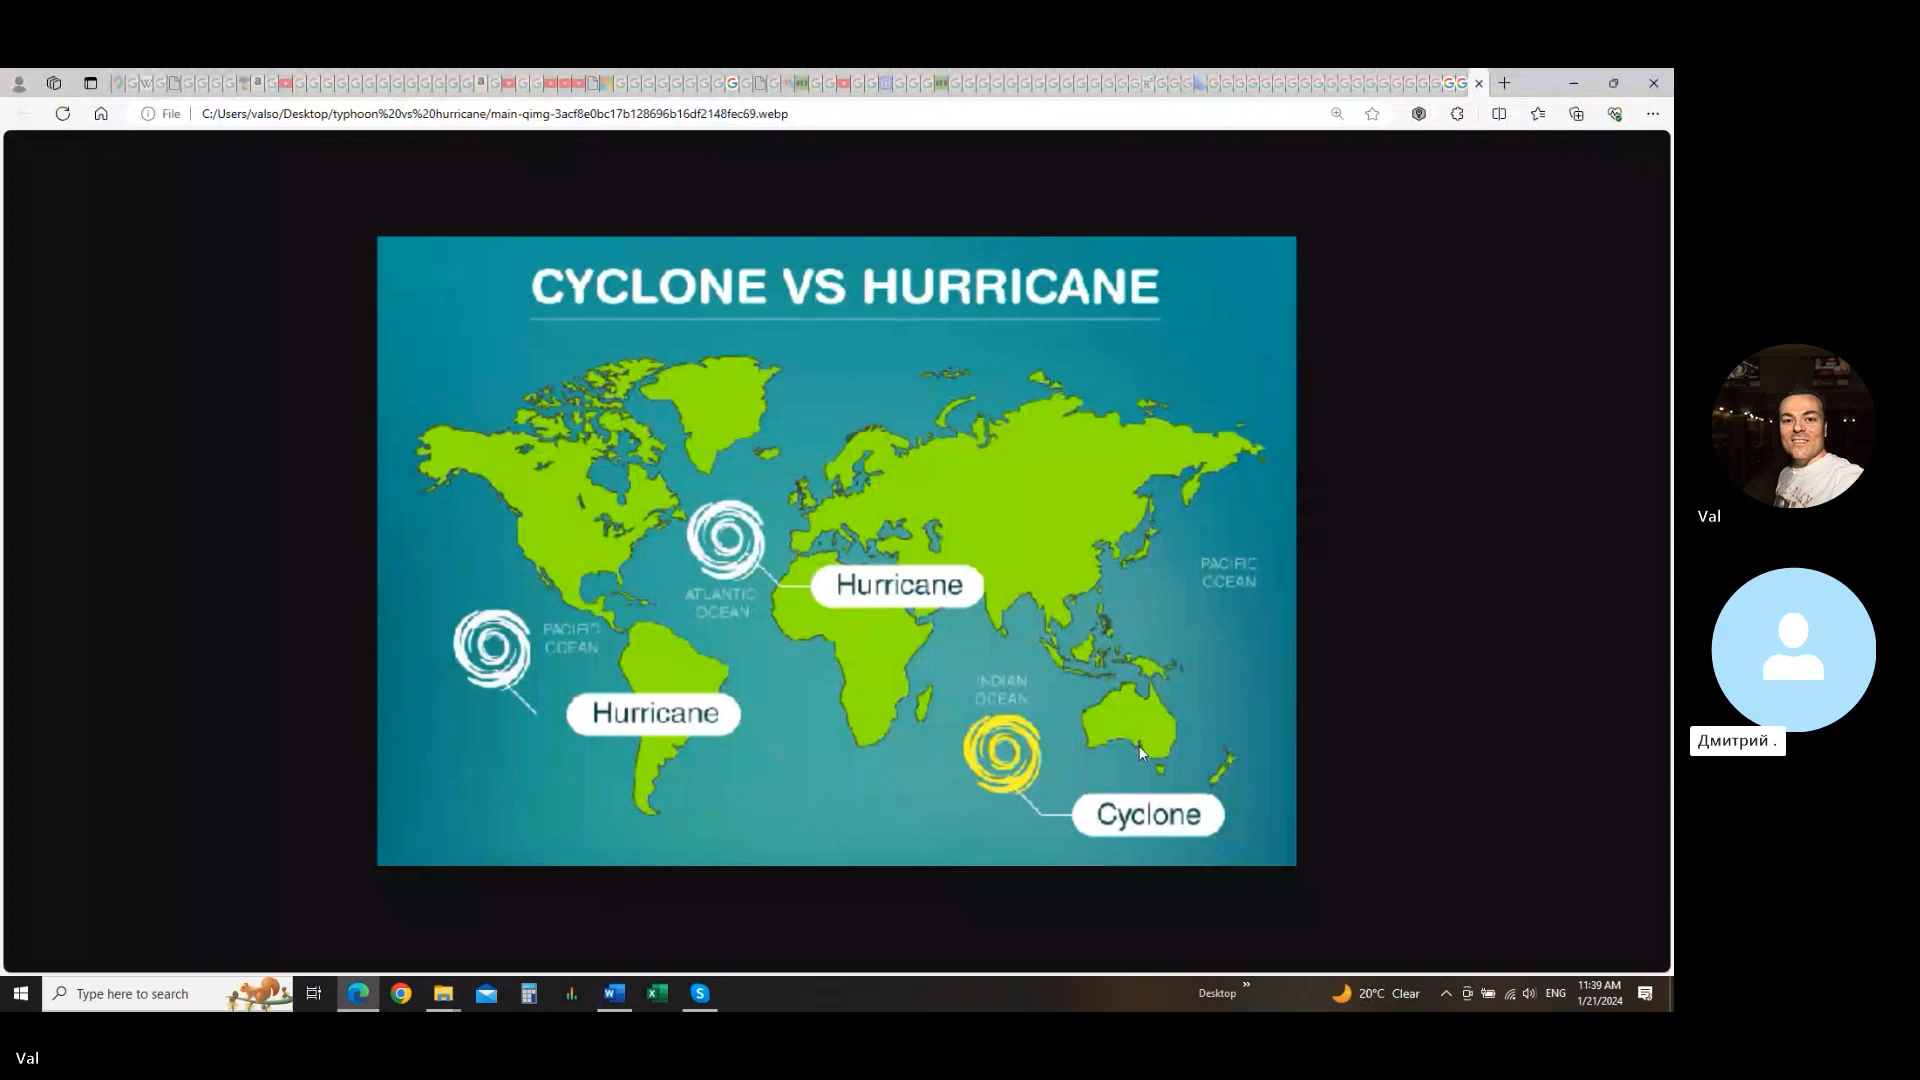 File
C:/Users/valso/Desktop/typhoon%20vs%20hurricane/main-qimg-3acf8e0bc17b128696b16df2148fec69.webp
CYCLONE VS HURRICANE
PACIFIC
OCEAN
Hurricane
ATLANTIC
OCEAN
PACIFIC
OCEAN
INDIAN
OCEAN
Hurricane
Cyclone
Val
Дмитрий .
Type here to search
Desktop
20°C Clear
ENG
11:39 AM
1/21/2024
Val